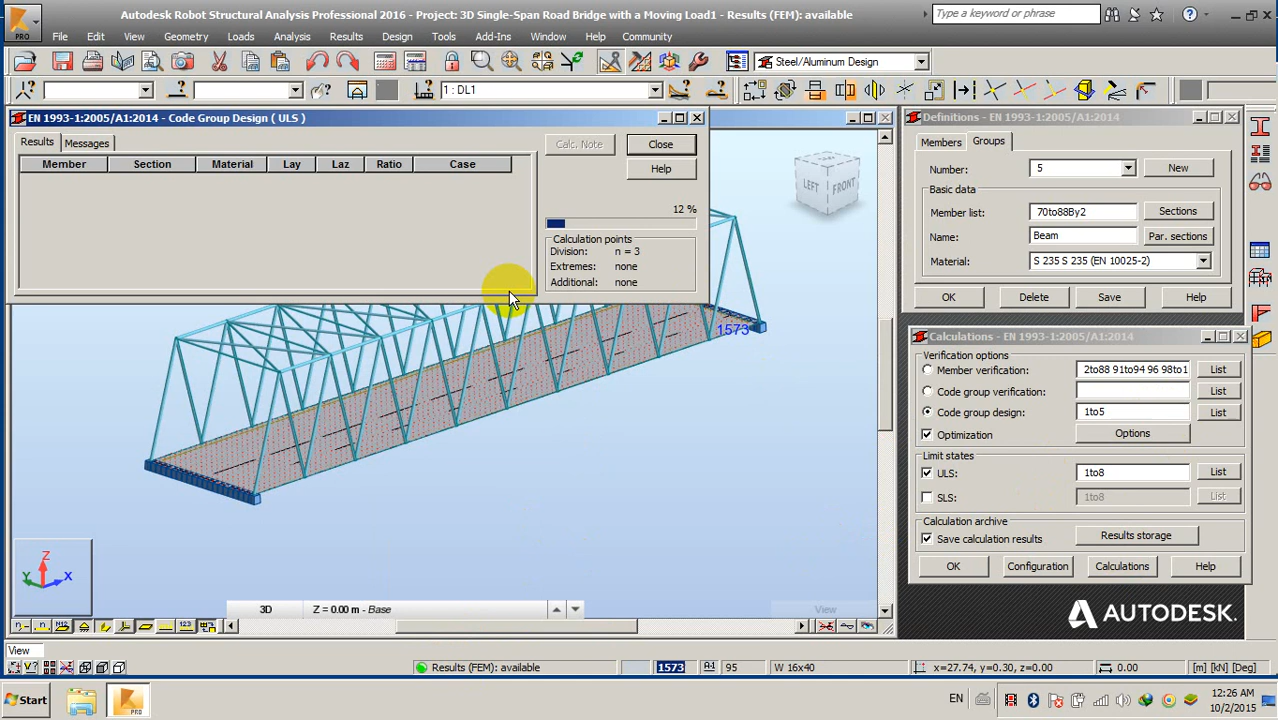 Autodesk Robot Structural Analysis Professional 2016 - Project: 3D Single-Span Road Bridge with a Moving Load1 - Results (FEM): available
Type a keyword or phrase
PRO
File Edit View Geometry Loads Analysis Results Design Tools Add-Ins Window Help Community
Steel/Aluminum Design
1 : DL1
EN 1993-1:2005/A1:2014 - Code Group Design ( ULS )
Results Messages
Member Section Material Lay Laz Ratio Case
Calc. Note Close
Help
12 %
Calculation points
Division: n = 3
Extremes: none
Additional: none
LEFT FRONT
1573
Z
Y X
3D Z = 0.00 m - Base
View
Definitions - EN 1993-1:2005/A1:2014
Members Groups
Number: 5 New
Basic data
Member list: 70to88By2 Sections
Name: Beam Par. sections
Material: S 235 S 235 (EN 10025-2)
OK Delete Save Help
Calculations - EN 1993-1:2005/A1:2014
Verification options
Member verification: 2to88 91to94 96 98to1 List
Code group verification: List
Code group design: 1to5 List
Optimization Options
Limit states
ULS: 1to8 List
SLS: 1to8 List
Calculation archive
Save calculation results Results storage
OK Configuration Calculations Help
AUTODESK.
View
Results (FEM): available 1573 95 W 16x40 x=27.74, y=0.30, z=0.00 0.00 [m] [kN] [Deg]
Start PRO EN 12:26 AM
10/2/2015